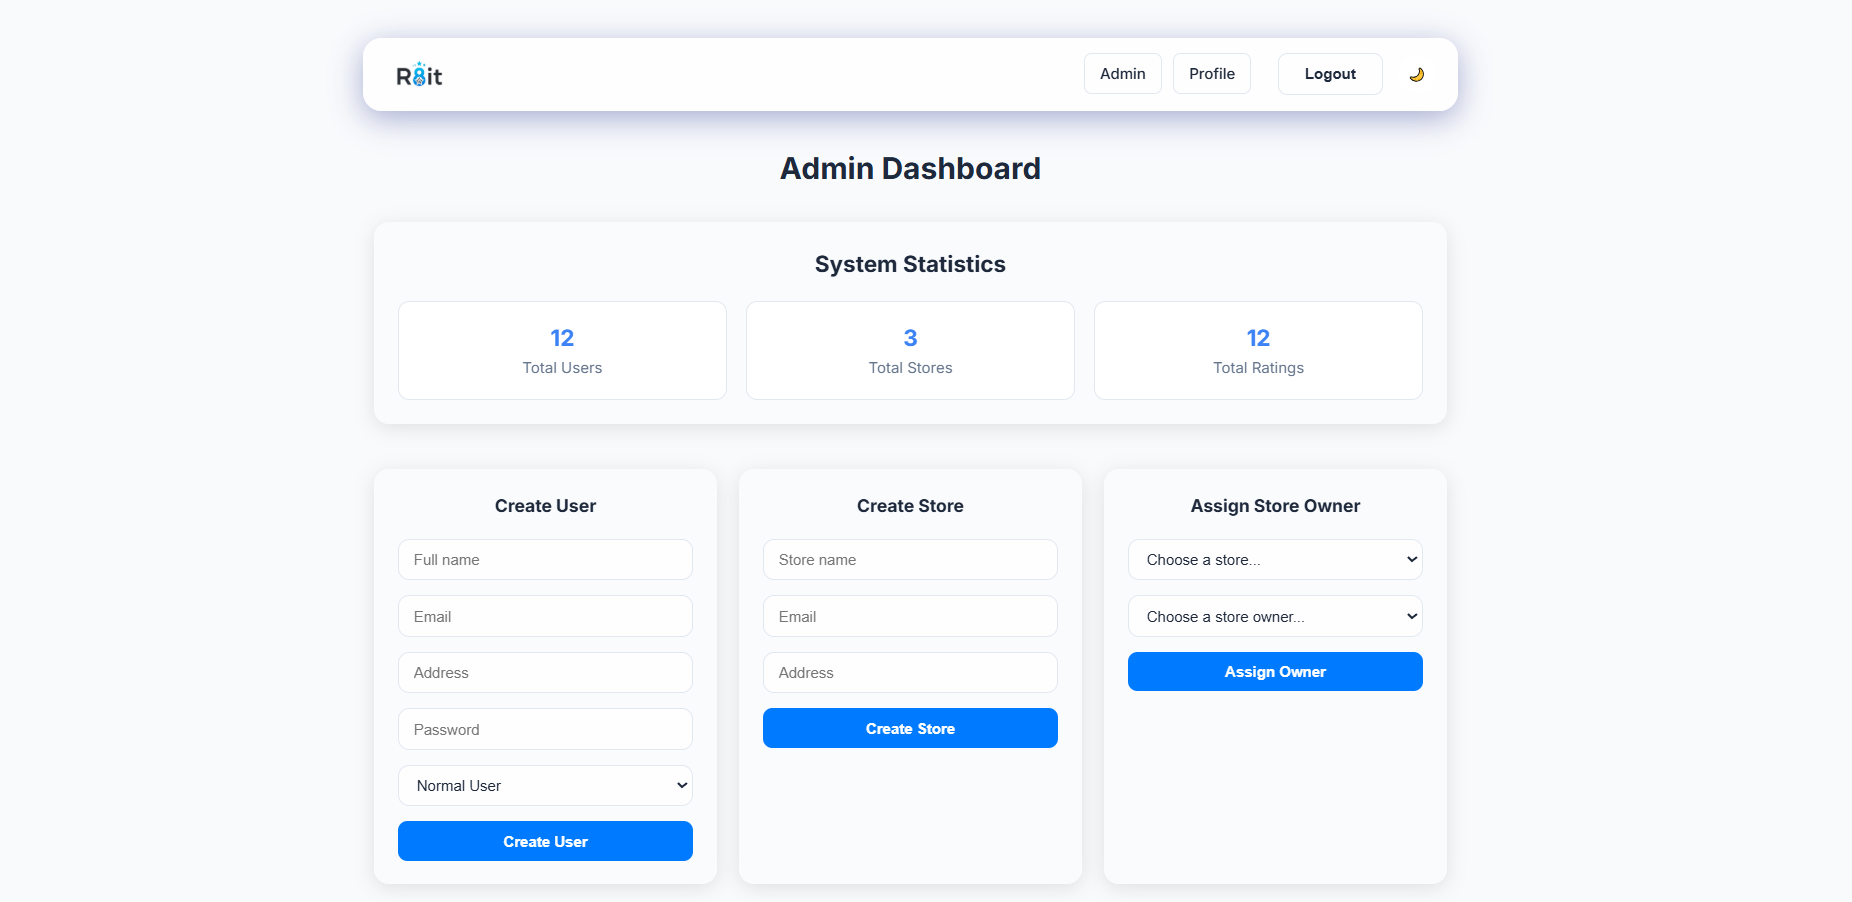 R8it
Admin
Profile
Logout
Admin Dashboard
System Statistics
12
Total Users
3
Total Stores
12
Total Ratings
Create User
Full name
Email
Address
Password
Normal User
Create User
Create Store
Store name
Email
Address
Create Store
Assign Store Owner
Choose a store...
Choose a store owner...
Assign Owner